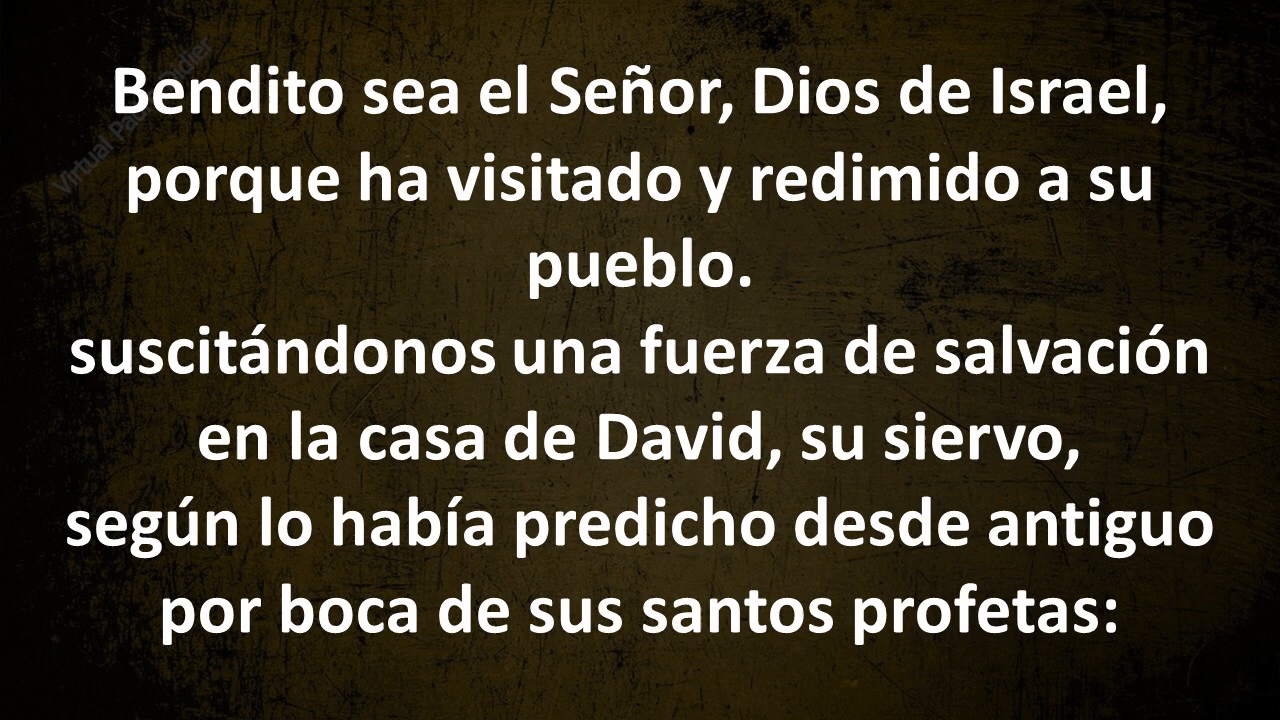 Bendito sea el Señor, Dios de Israel,
porque ha visitado y redimido a su
pueblo.
suscitándonos una fuerza de salvación
en la casa de David, su siervo,
según lo había predicho desde antiguo
por boca de sus santos profetas: